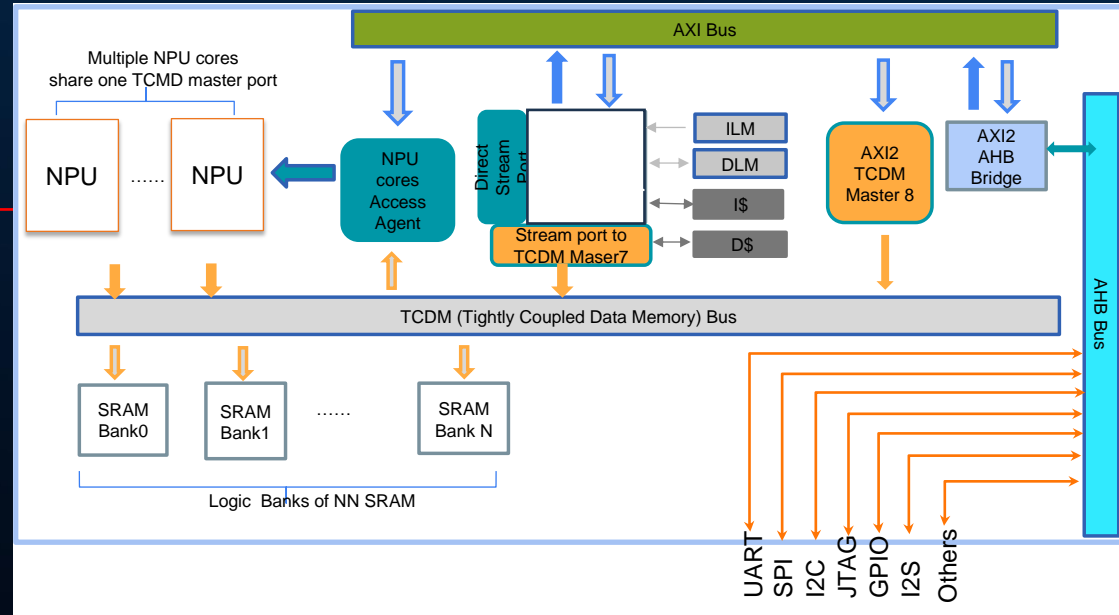 AXI Bus
Multiple NPU cores
share one TCMD master port
NPU
......
NPU
NPU
cores
Access
Agent
Direct
Stream
Port
ILM
DLM
I$
D$
Stream port to
TCDM Maser7
AXI2
TCDM
Master 8
AXI2
AHB
Bridge
AHB Bus
TCDM (Tightly Coupled Data Memory) Bus
SRAM
Bank0
SRAM
Bank1
......
SRAM
Bank N
Logic Banks of NN SRAM
UART
SPI
I2C
JTAG
GPIO
I2S
Others